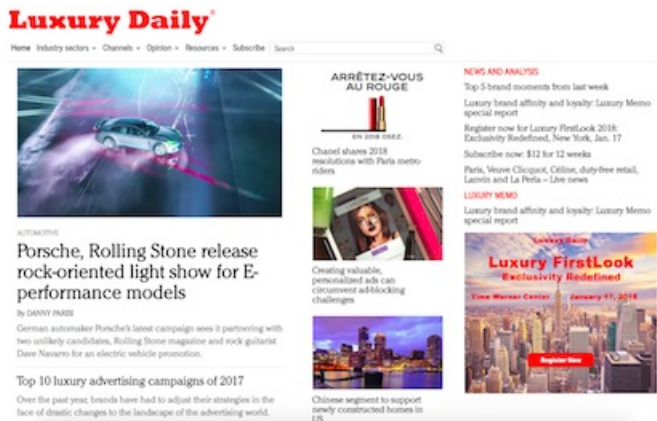 Luxury Daily®
Home Industry sectors Channels Opinion Resources Subscribe Search
AUTOMOTIVE
Porsche, Rolling Stone release
rock-oriented light show for E-
performance models
By DANNY PARISI
German automaker Porsche's latest campaign sees it partnering with
two unlikely candidates, Rolling Stone magazine and rock guitarist
Dave Navarro for an electric vehicle promotion.
Top 10 luxury advertising campaigns of 2017
Over the past year, brands have had to adjust their strategies in the
face of drastic changes to the landscape of the advertising world.
ARRÊTEZ-VOUS
AU ROUGE
EN 2018 OSEZ
Chanel shares 2018
resolutions with Paris metro
riders
Creating valuable,
personalized ads can
circumvent ad-blocking
challenges
Chinese segment to support
newly constructed homes in
US
NEWS AND ANALYSIS
Top 5 brand moments from last week
Luxury brand affinity and loyalty: Luxury Memo
special report
Register now for Luxury FirstLook 2018:
Exclusivity Redefined, New York, Jan. 17
Subscribe now: $12 for 12 weeks
Paris, Veuve Clicquot, Céline, duty-free retail,
Lanvin and La Perla – Live news
LUXURY MEMO
Luxury brand affinity and loyalty: Luxury Memo
special report
Luxury Daily
Luxury FirstLook
Exclusivity Redefined
Time Warner Center January 17, 2018
Register Now